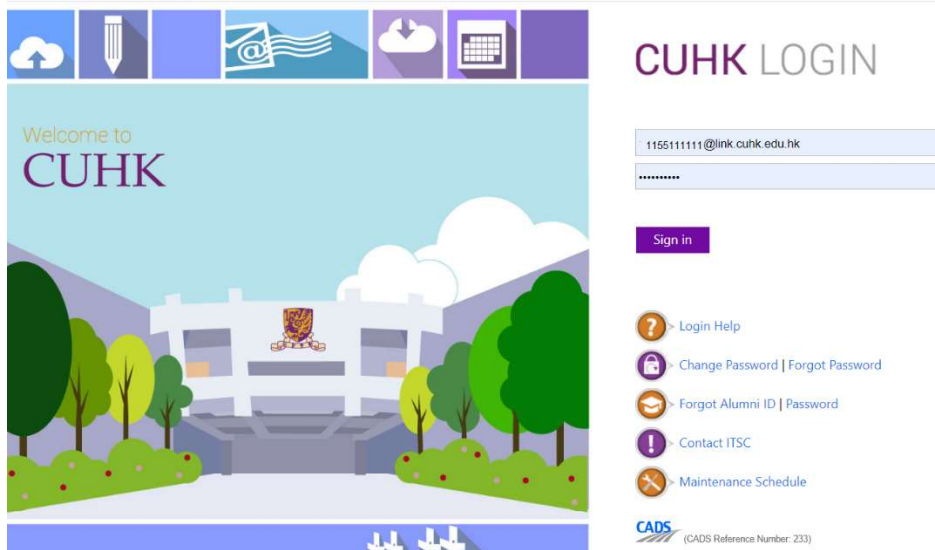 Welcome to
CUHK
CUHK LOGIN
1155111111@link.cuhk.edu.hk
••••••••••
Sign in
Login Help
Change Password | Forgot Password
Forgot Alumni ID | Password
Contact ITSC
Maintenance Schedule
CADS (CADS Reference Number: 233)